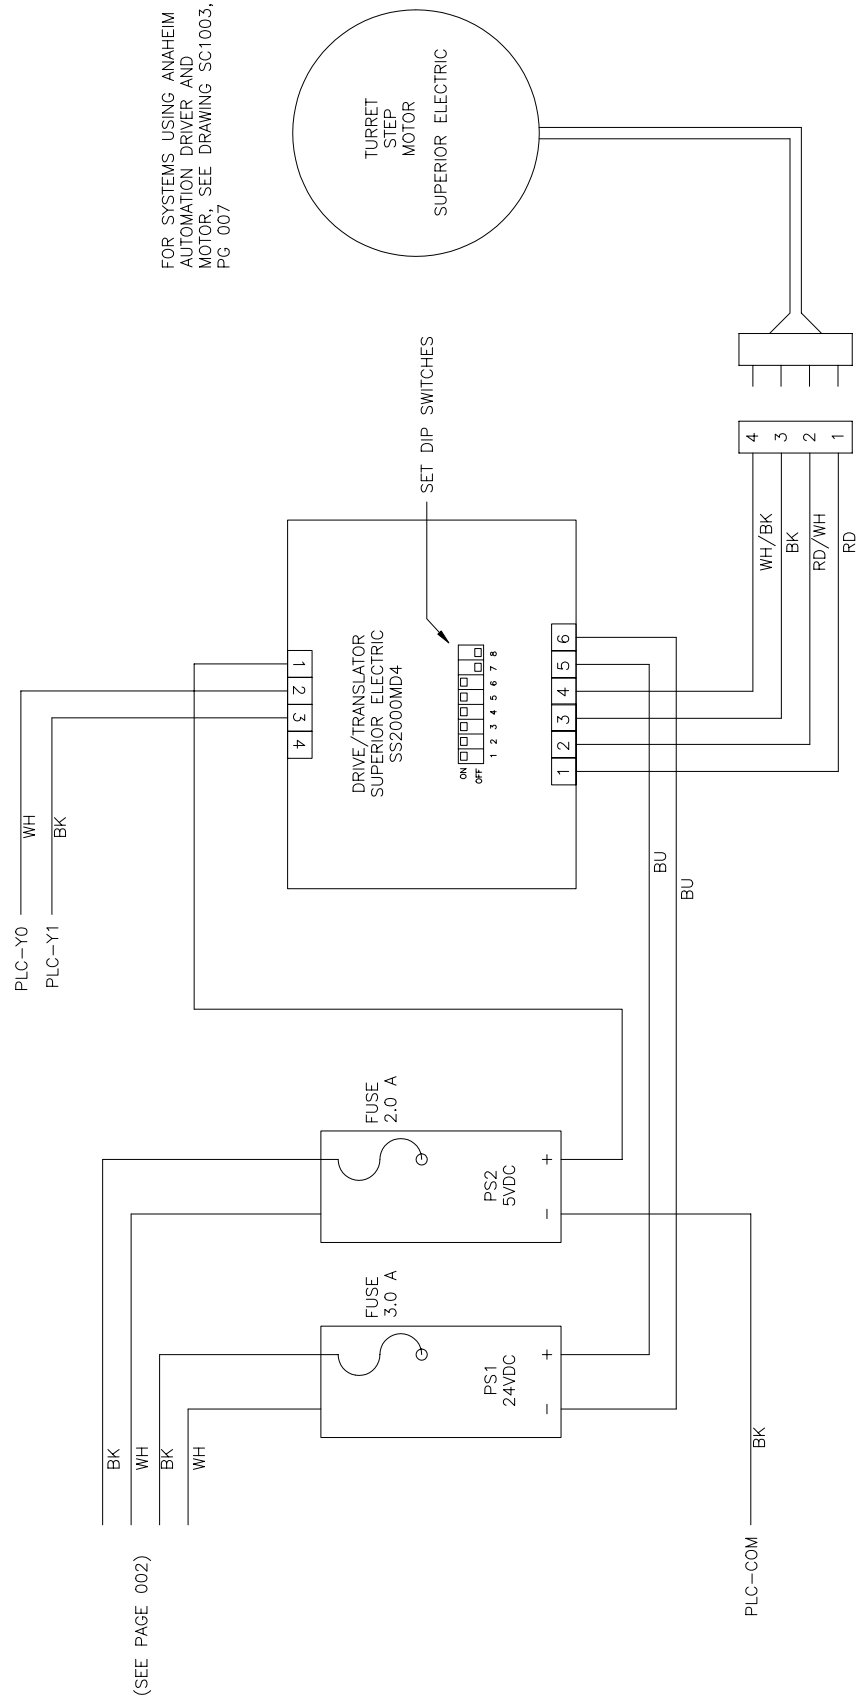 (SEE PAGE 002)
BK
WH
BK
WH
PLC-Y0
WH
PLC-Y1
BK
FOR SYSTEMS USING ANAHEIM
AUTOMATION DRIVER AND
MOTOR, SEE DRAWING SC1003,
PG 007
FUSE
3.0 A
PS1
24VDC
-
+
FUSE
2.0 A
PS2
5VDC
-
+
4
3
2
1
DRIVE/TRANSLATOR
SUPERIOR ELECTRIC
SS2000MD4
SET DIP SWITCHES
ON
OFF
1 2 3 4 5 6 7 8
1 2 3 4 5 6
TURRET
STEP
MOTOR
SUPERIOR ELECTRIC
BU
BU
PLC-COM
BK
WH/BK
4
BK
3
RD/WH
2
RD
1